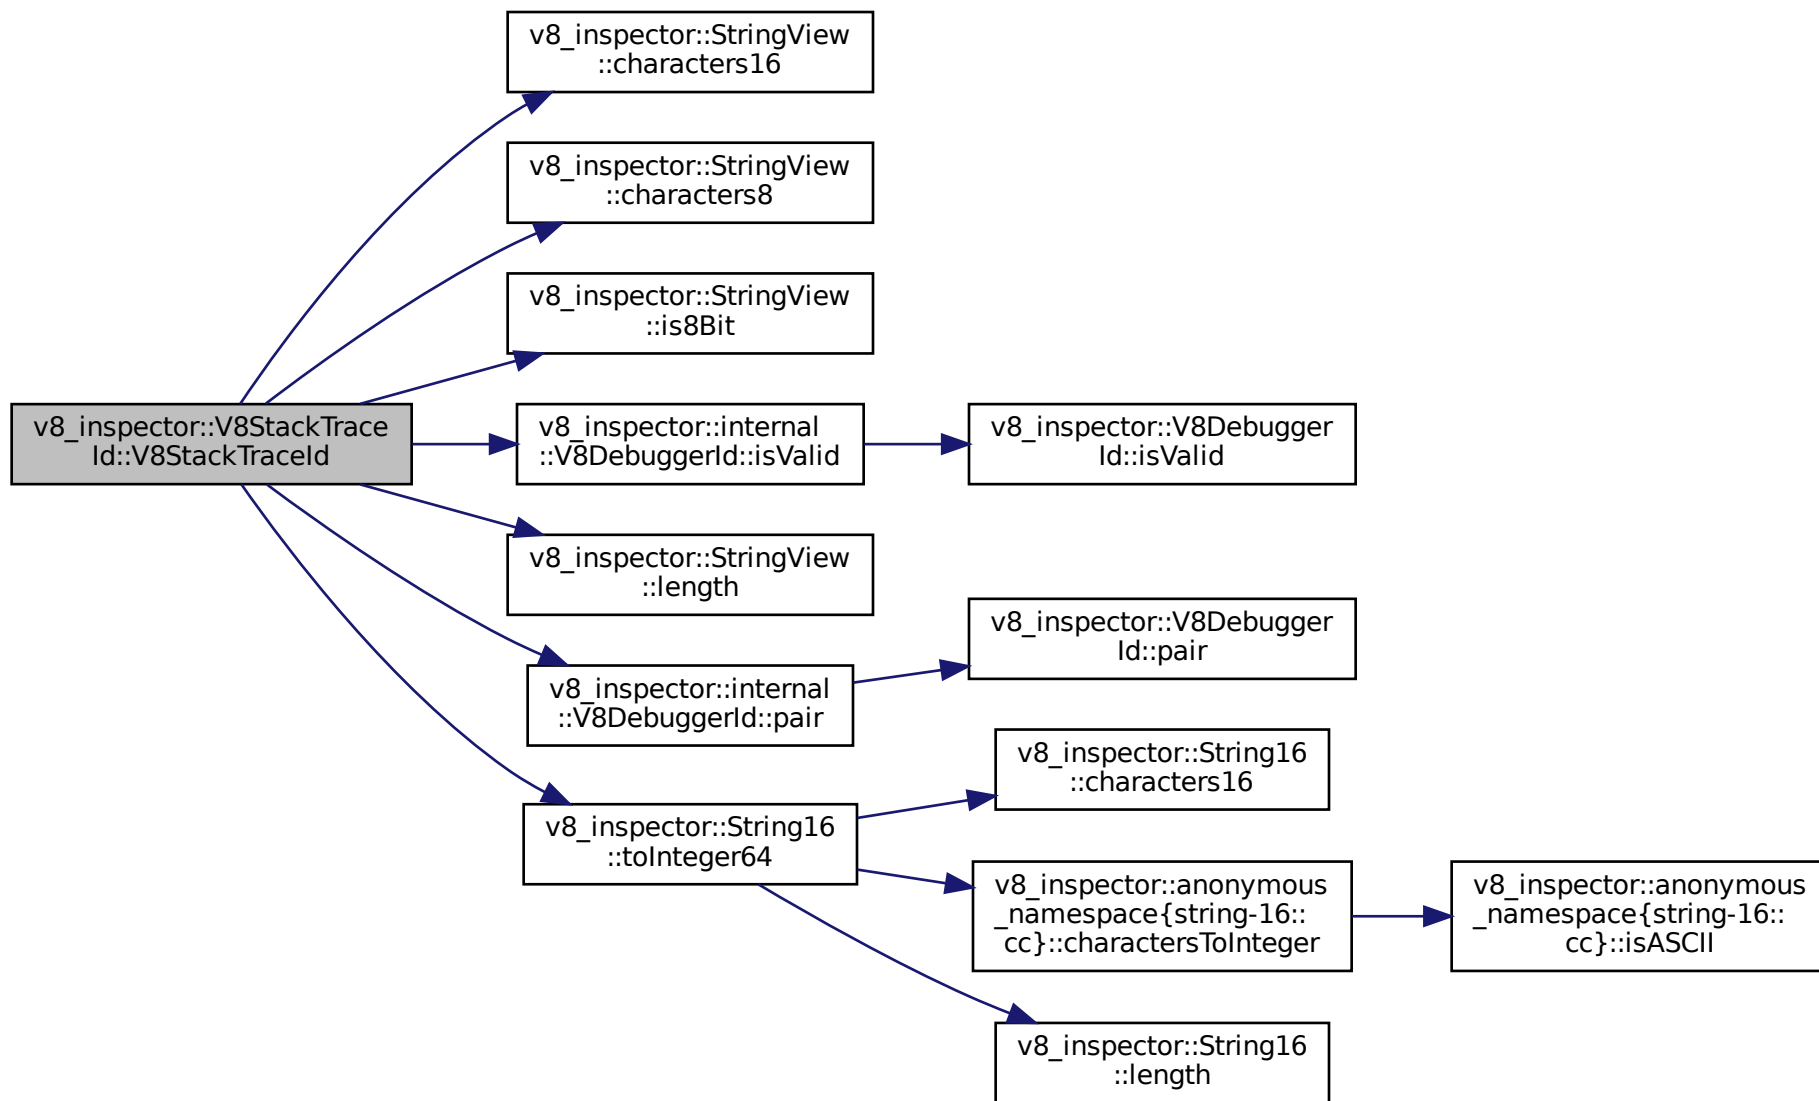 v8_inspector::StringView
::characters16
v8_inspector::StringView
::characters8
v8_inspector::StringView
::is8Bit
v8_inspector::V8StackTrace
Id::V8StackTraceId
v8_inspector::internal
::V8DebuggerId::isValid
v8_inspector::V8Debugger
Id::isValid
v8_inspector::StringView
::length
v8_inspector::internal
::V8DebuggerId::pair
v8_inspector::V8Debugger
Id::pair
v8_inspector::String16
::toInteger64
v8_inspector::String16
::characters16
v8_inspector::anonymous
_namespace{string-16::
cc}::charactersToInteger
v8_inspector::anonymous
_namespace{string-16::
cc}::isASCII
v8_inspector::String16
::length